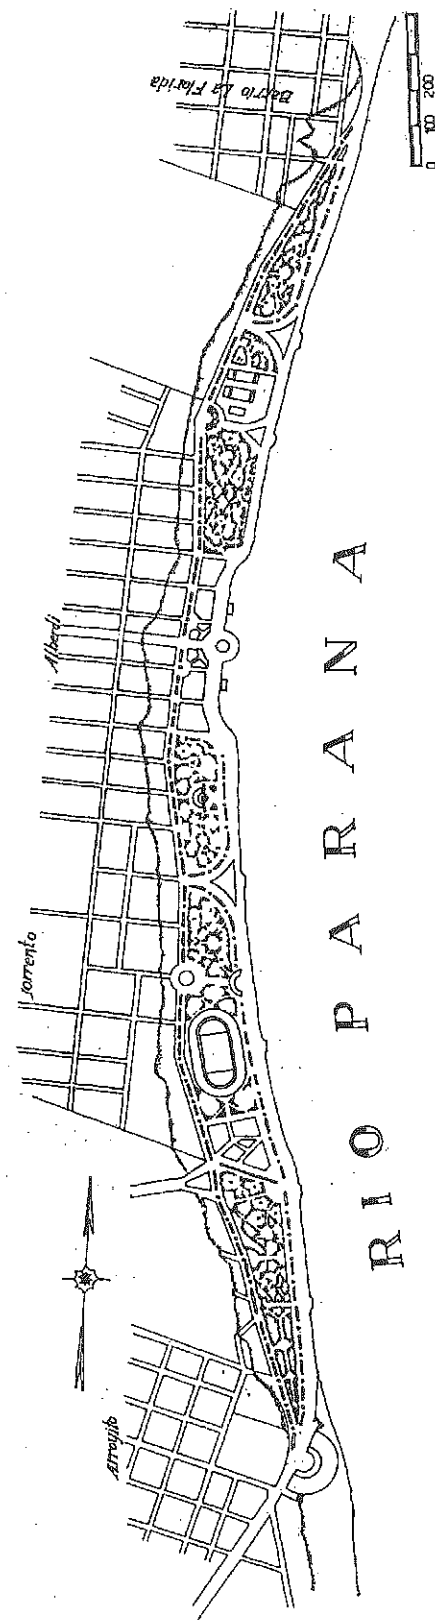 Barrio La Florida
0 100 200
Alberdi
Sorrento
Arroyito
RIO PARANA